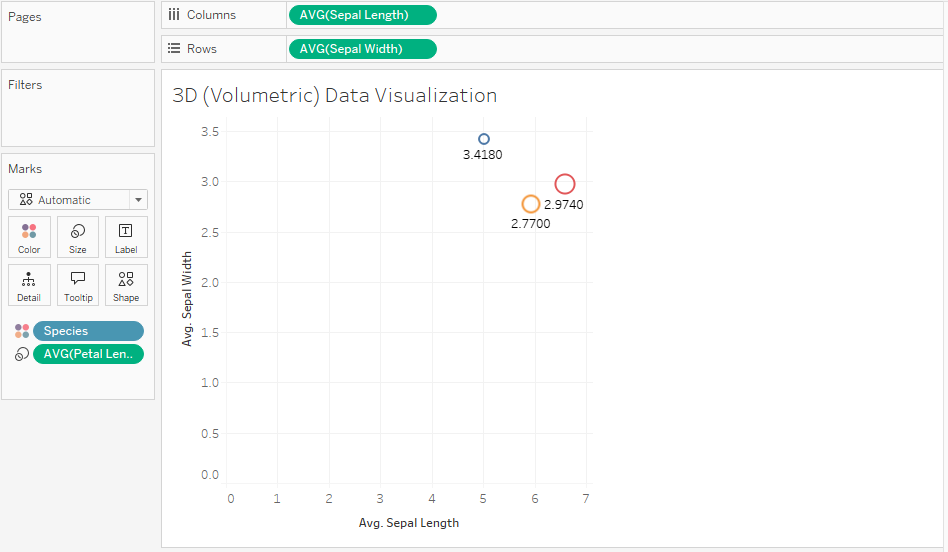 Pages
Columns
AVG(Sepal Length)
Rows
AVG(Sepal Width)
Filters
Marks
Automatic
Color
Size
Label
Detail
Tooltip
Shape
Species
AVG(Petal Len..
3D (Volumetric) Data Visualization
3.5
3.0
2.5
2.0
1.5
1.0
0.5
0.0
Avg. Sepal Width
3.4180
2.9740
2.7700
0 1 2 3 4 5 6 7
Avg. Sepal Length